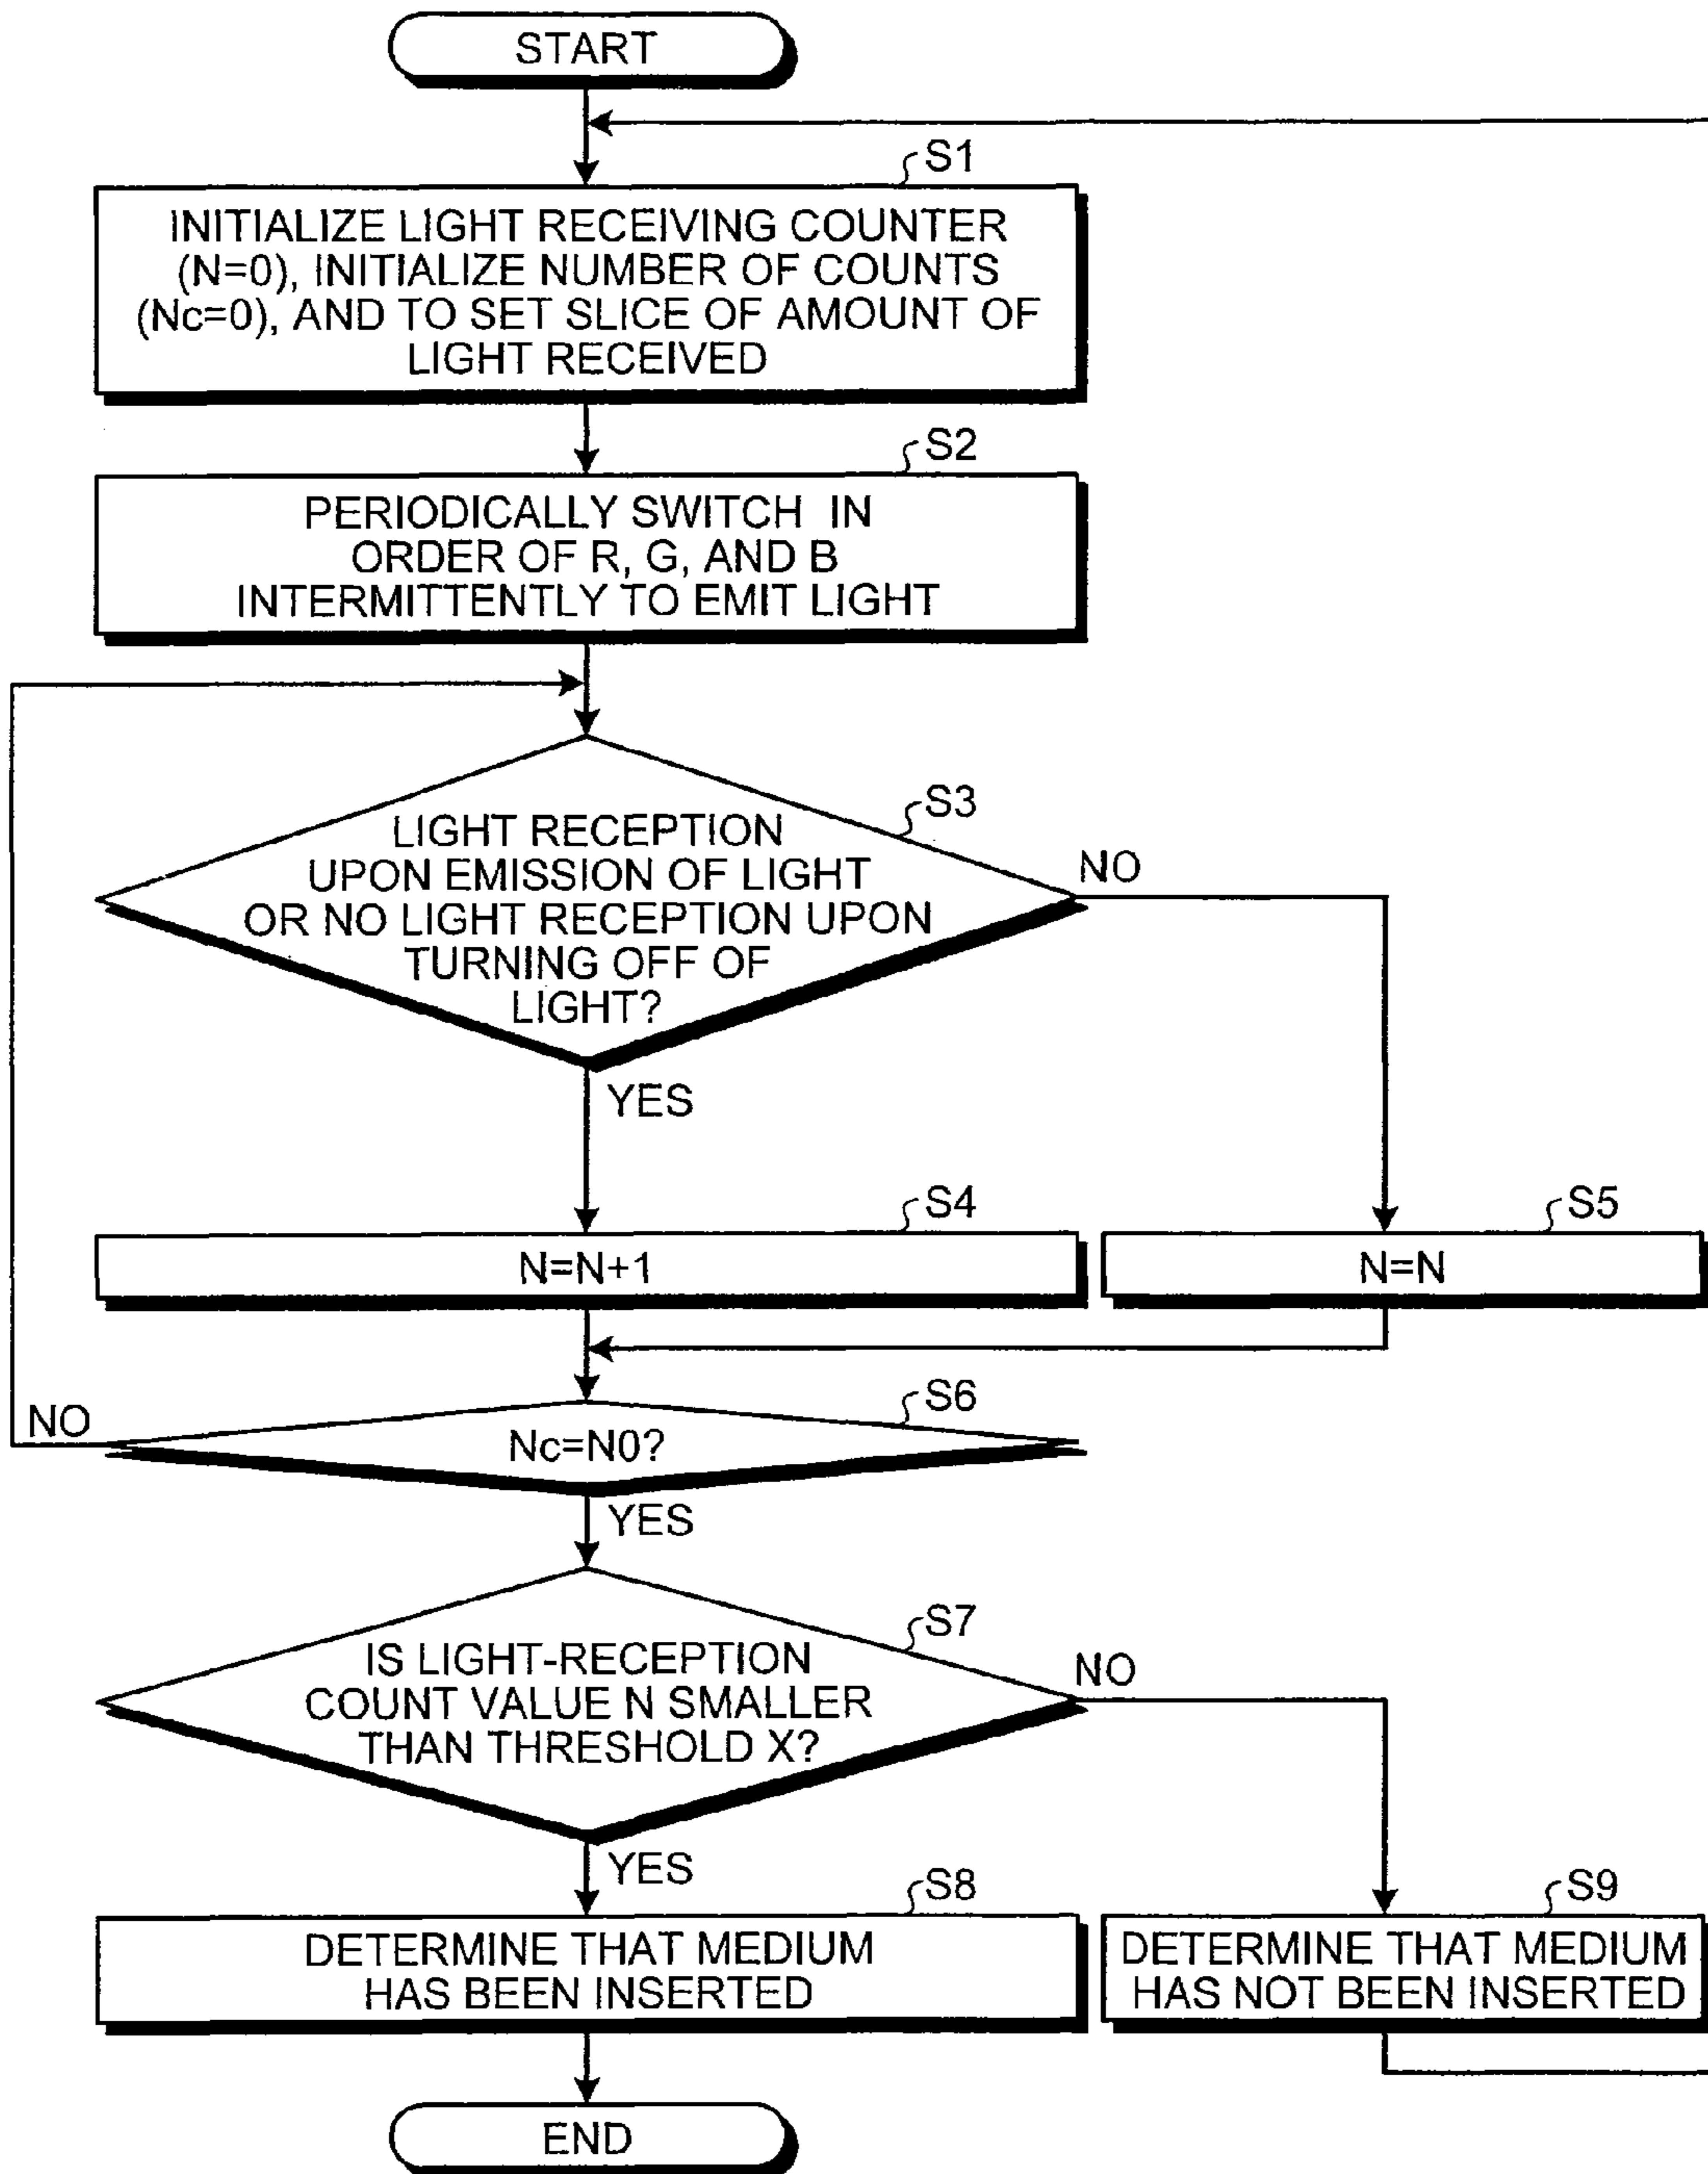 START
S1
INITIALIZE LIGHT RECEIVING COUNTER
(N=0), INITIALIZE NUMBER OF COUNTS
(Nc=0), AND TO SET SLICE OF AMOUNT OF
LIGHT RECEIVED
S2
PERIODICALLY SWITCH IN
ORDER OF R, G, AND B
INTERMITTENTLY TO EMIT LIGHT
S3
LIGHT RECEPTION
UPON EMISSION OF LIGHT
OR NO LIGHT RECEPTION UPON
TURNING OFF OF
LIGHT?
NO
YES
S4
N=N+1
S5
N=N
S6
Nc=N0?
NO
YES
S7
IS LIGHT-RECEPTION
COUNT VALUE N SMALLER
THAN THRESHOLD X?
NO
YES
S8
DETERMINE THAT MEDIUM
HAS BEEN INSERTED
S9
DETERMINE THAT MEDIUM
HAS NOT BEEN INSERTED
END